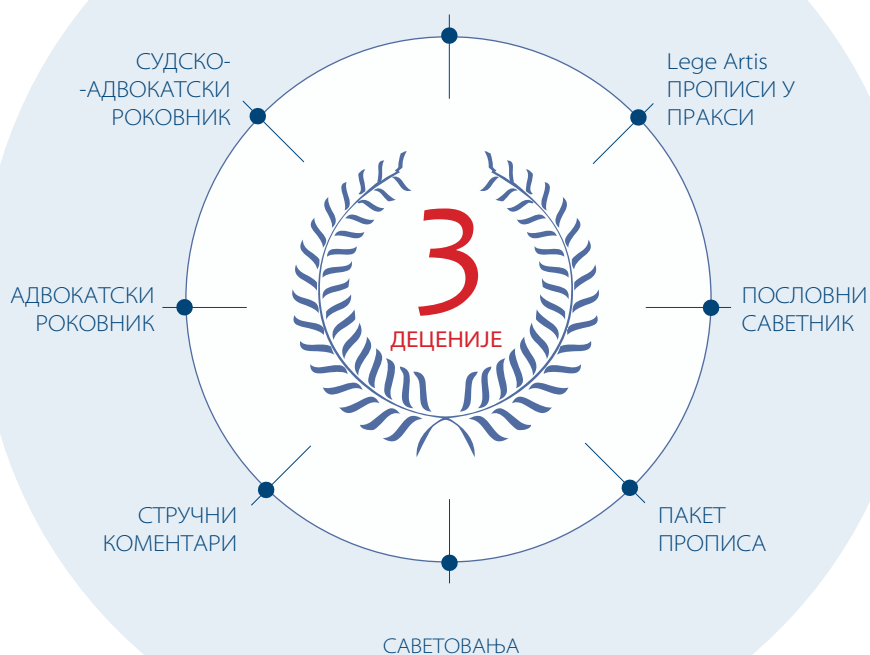 СУДСКО-
-АДВОКАТСКИ
РОКОВНИК
Lege Artis
ПРОПИСИ У
ПРАКСИ
3
ДЕЦЕНИЈЕ
АДВОКАТСКИ
РОКОВНИК
ПОСЛОВНИ
САВЕТНИК
СТРУЧНИ
КОМЕНТАРИ
ПАКЕТ
ПРОПИСА
САВЕТОВАЊА